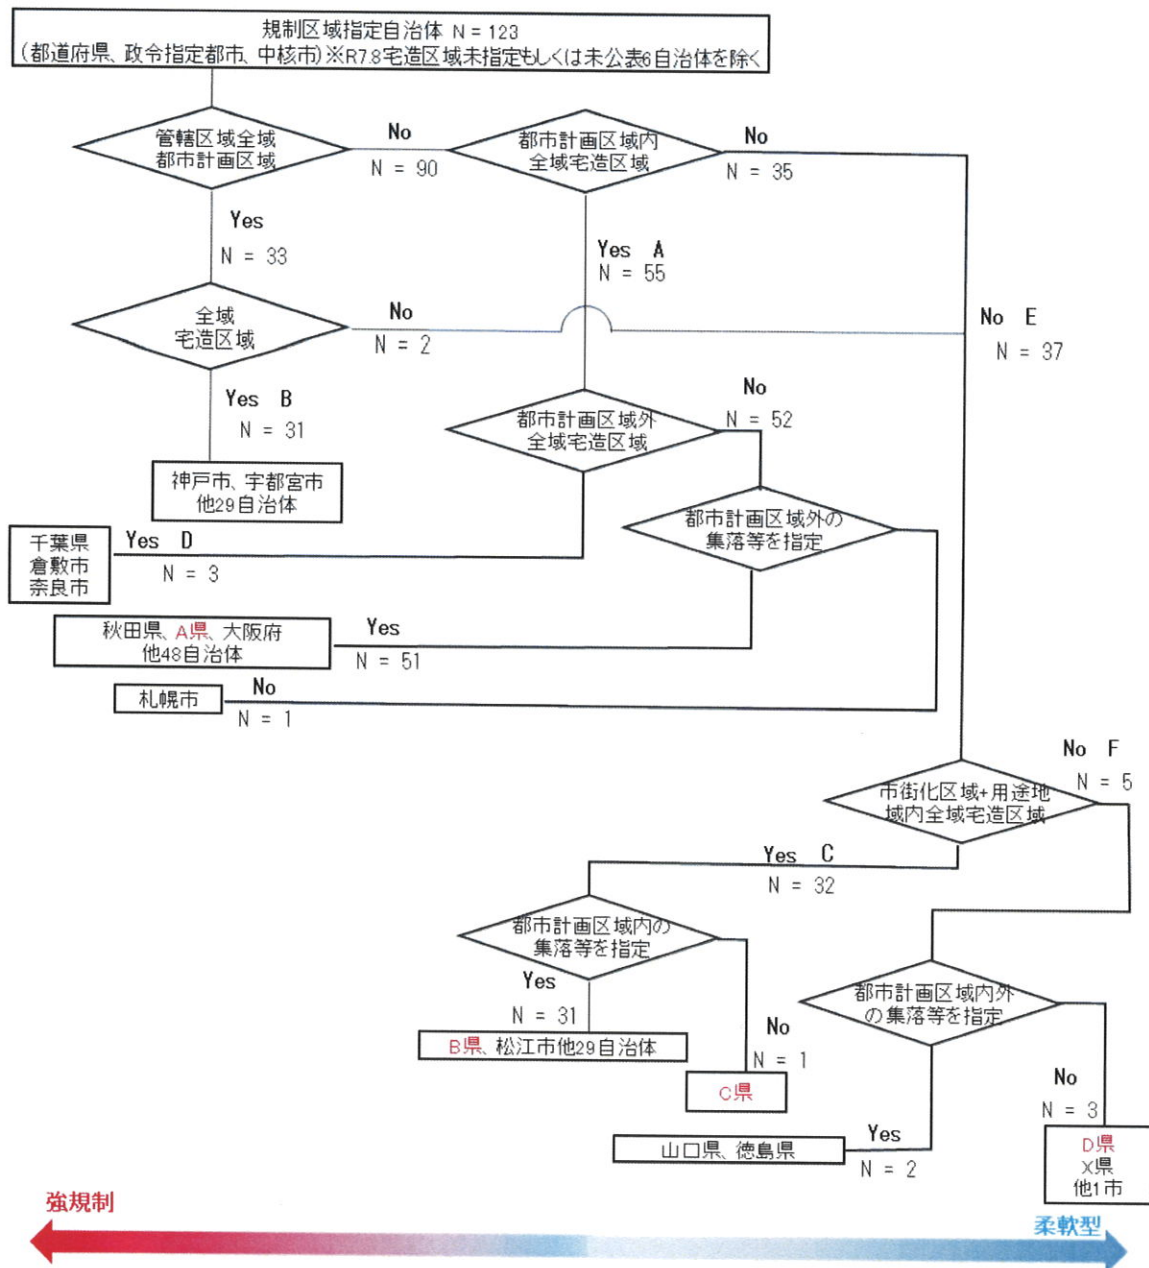 規制区域指定自治体 N = 123
(都道府県、政令指定都市、中核市)※R7.8宅造区域未指定もしくは未公表6自治体を除く
管轄区域全域
都市計画区域
No
N = 90
都市計画区域内
全域宅造区域
No
N = 35
Yes
N = 33
Yes A
N = 55
全域
宅造区域
No
N = 2
No E
N = 37
Yes B
N = 31
都市計画区域外
全域宅造区域
No
N = 52
神戸市、宇都宮市
他29自治体
都市計画区域外の
集落等を指定
千葉県
倉敷市
奈良市
Yes D
N = 3
秋田県、A県、大阪府
他48自治体
Yes
N = 51
札幌市
No
N = 1
市街化区域+用途地
域内全域宅造区域
No F
N = 5
Yes C
N = 32
都市計画区域内の
集落等を指定
Yes
N = 31
No
N = 1
B県、松江市他29自治体
C県
都市計画区域内外
の集落等を指定
No
N = 3
山口県、徳島県
Yes
N = 2
D県
X県
他1市
強規制
柔軟型